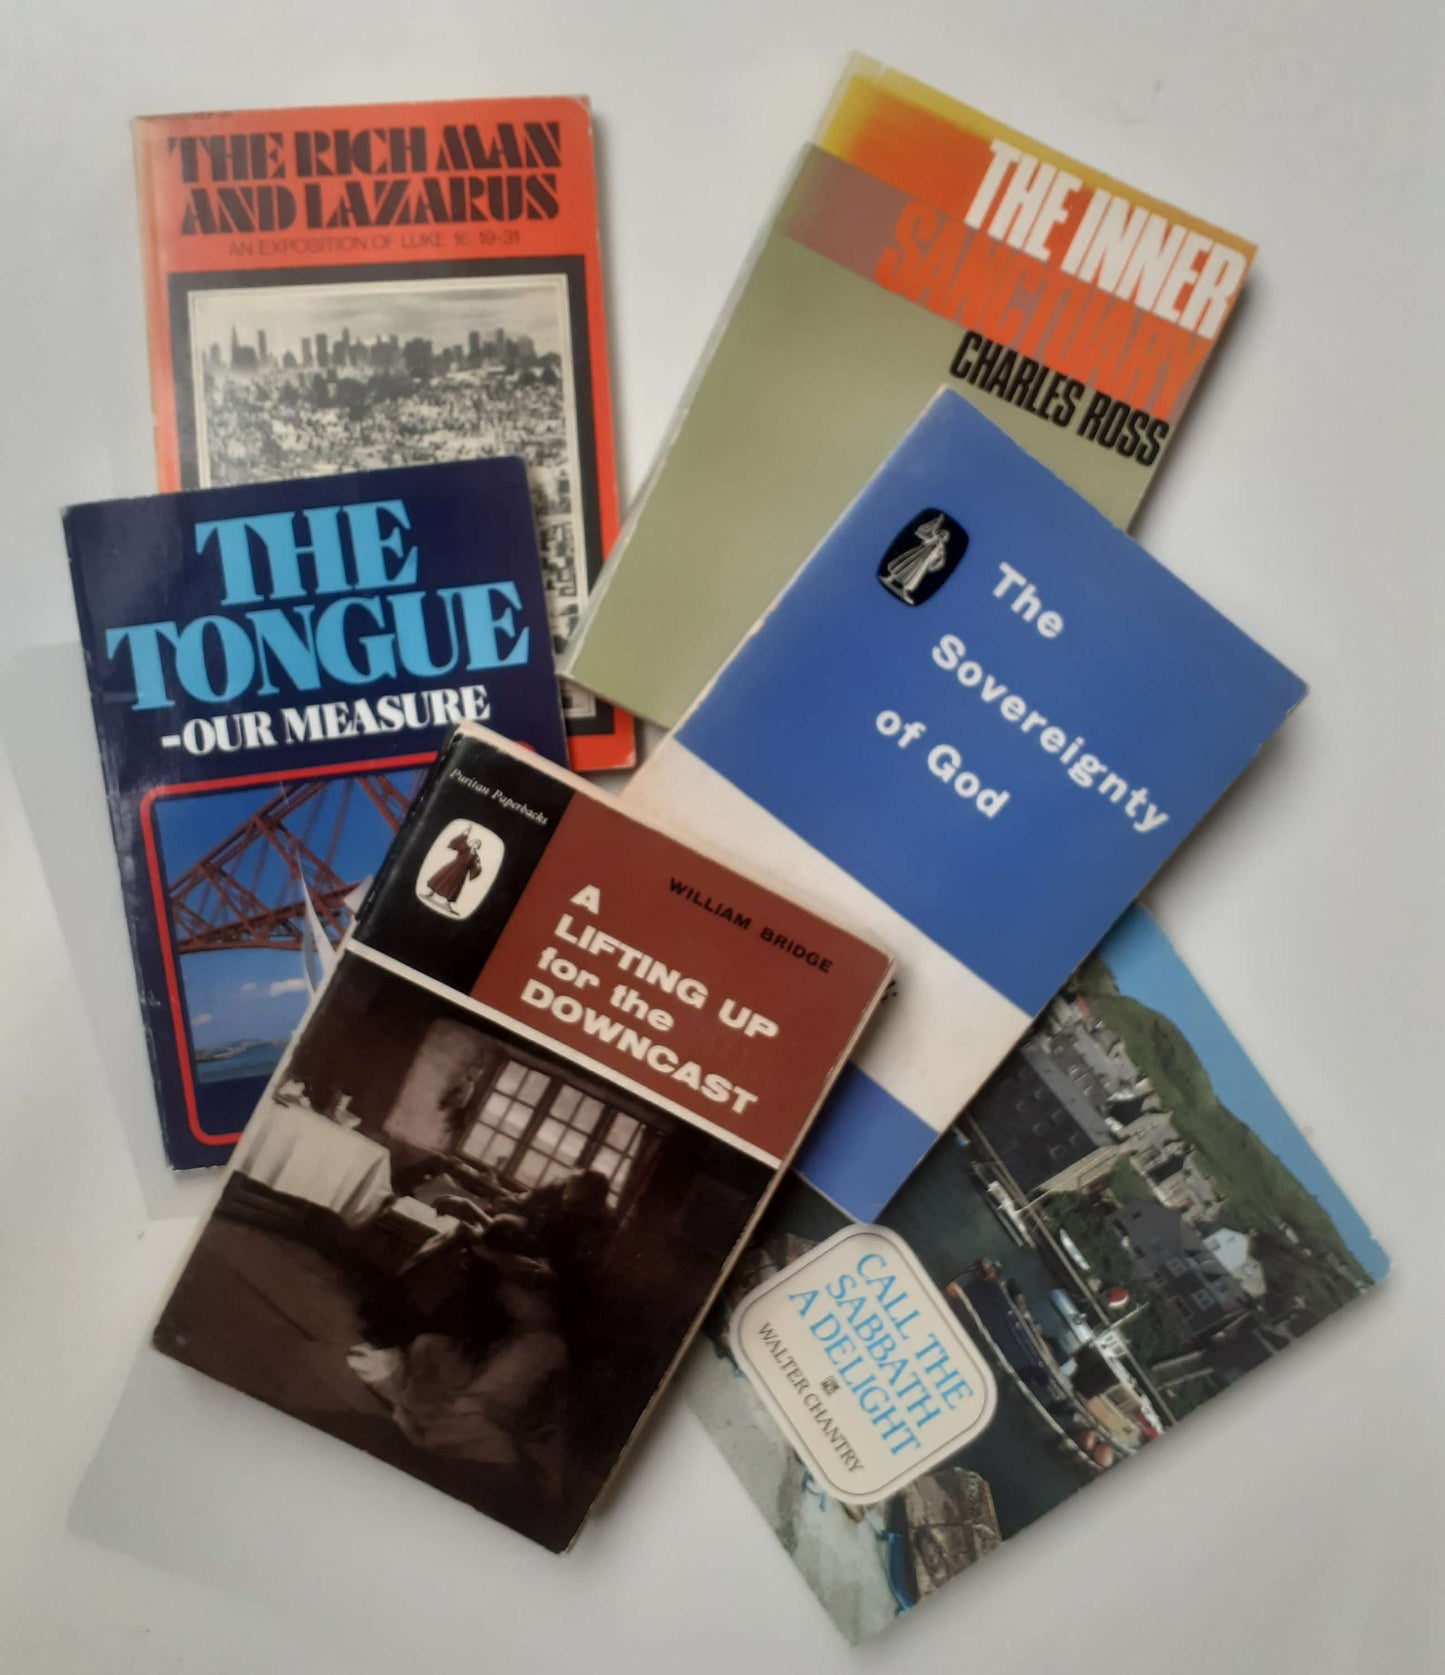 THE RICH MAN
AND LAZARUS
AN EXPOSITION OF LUKE 16:19-31
THE INNER
SANCTUARY
CHARLES ROSS
The
Sovereignty
of God
THE
TONGUE
-OUR MEASURE
Puritan Paperbacks
WILLIAM BRIDGE
A
LIFTING UP
for the
DOWNCAST
CALL THE
SABBATH
A DELIGHT
WALTER CHANTRY